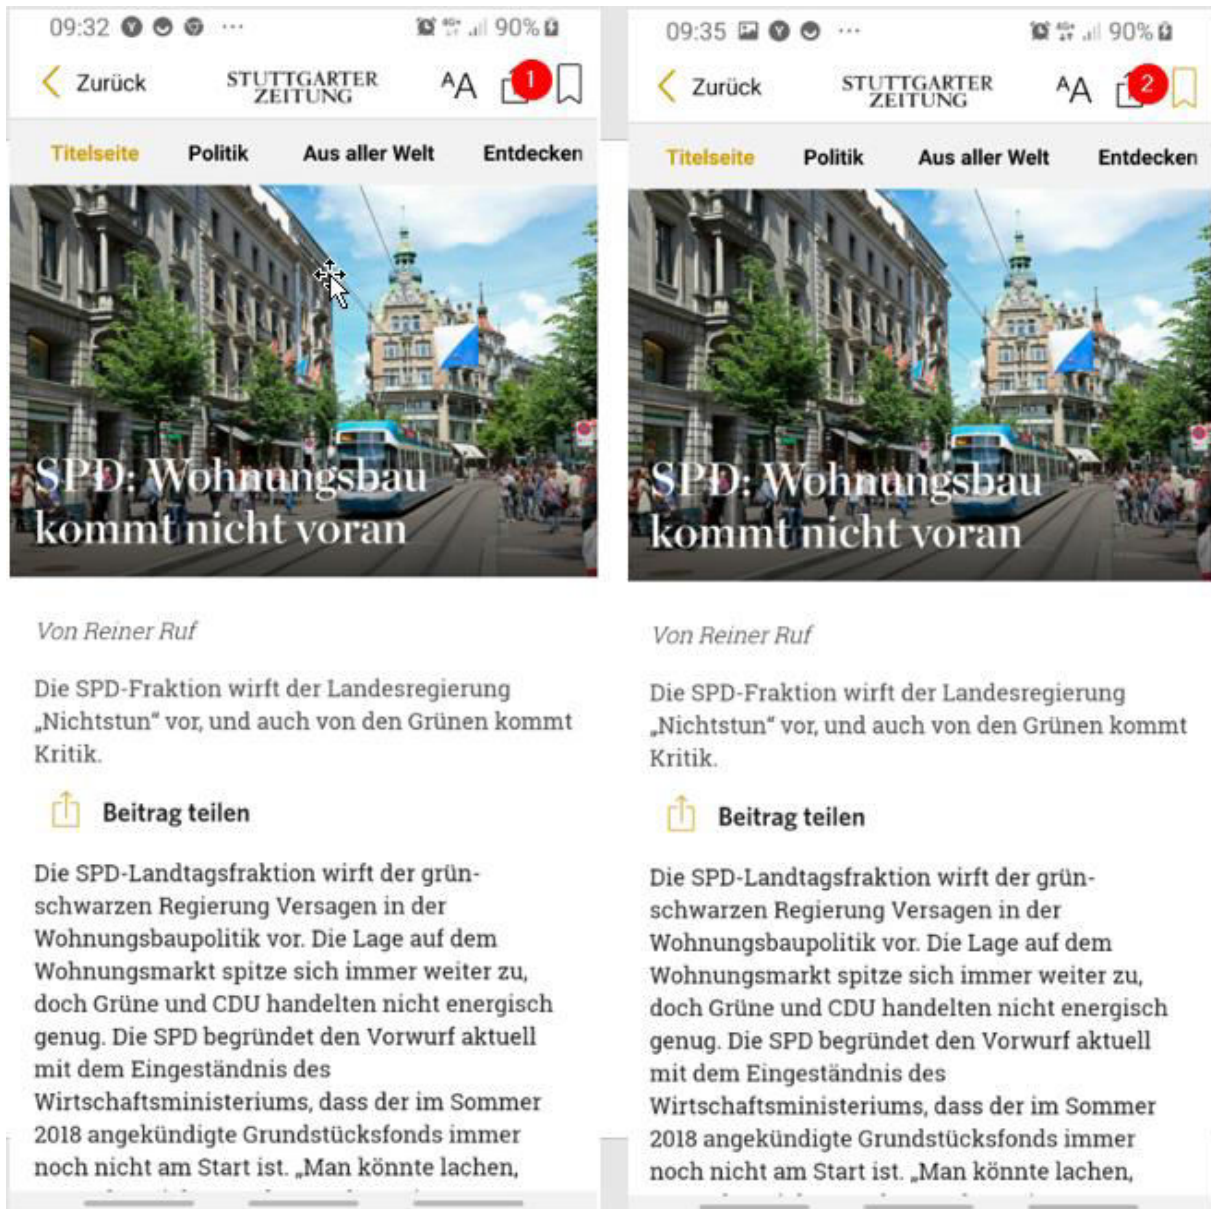 09:32
90%
Zurück
STUTTGARTER
ZEITUNG
AA
1
Titelseite Politik Aus aller Welt Entdecken
SPD: Wohnungsbau
kommt nicht voran
Von Reiner Ruf
Die SPD-Fraktion wirft der Landesregierung
„Nichtstun“ vor, und auch von den Grünen kommt
Kritik.
Beitrag teilen
Die SPD-Landtagsfraktion wirft der grün-
schwarzen Regierung Versagen in der
Wohnungsbaupolitik vor. Die Lage auf dem
Wohnungsmarkt spitze sich immer weiter zu,
doch Grüne und CDU handelten nicht energisch
genug. Die SPD begründet den Vorwurf aktuell
mit dem Eingeständnis des
Wirtschaftsministeriums, dass der im Sommer
2018 angekündigte Grundstücksfonds immer
noch nicht am Start ist. „Man könnte lachen,
09:35
90%
Zurück
STUTTGARTER
ZEITUNG
AA
2
Titelseite Politik Aus aller Welt Entdecken
SPD: Wohnungsbau
kommt nicht voran
Von Reiner Ruf
Die SPD-Fraktion wirft der Landesregierung
„Nichtstun“ vor, und auch von den Grünen kommt
Kritik.
Beitrag teilen
Die SPD-Landtagsfraktion wirft der grün-
schwarzen Regierung Versagen in der
Wohnungsbaupolitik vor. Die Lage auf dem
Wohnungsmarkt spitze sich immer weiter zu,
doch Grüne und CDU handelten nicht energisch
genug. Die SPD begründet den Vorwurf aktuell
mit dem Eingeständnis des
Wirtschaftsministeriums, dass der im Sommer
2018 angekündigte Grundstücksfonds immer
noch nicht am Start ist. „Man könnte lachen,